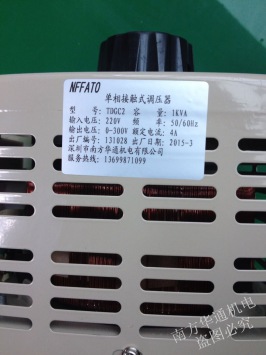 NFFATO
单相接触式调压器
型 号: TDGC2 容 量: 1KVA
输入电压: 220V 频 率: 50/60Hz
输出电压: 0-300V 额定电流: 4A
出厂编号: 131028 出厂日期: 2015-3
深圳市南方华通机电有限公司
服务热线: 13699871099
南方华通机电
盗图必究